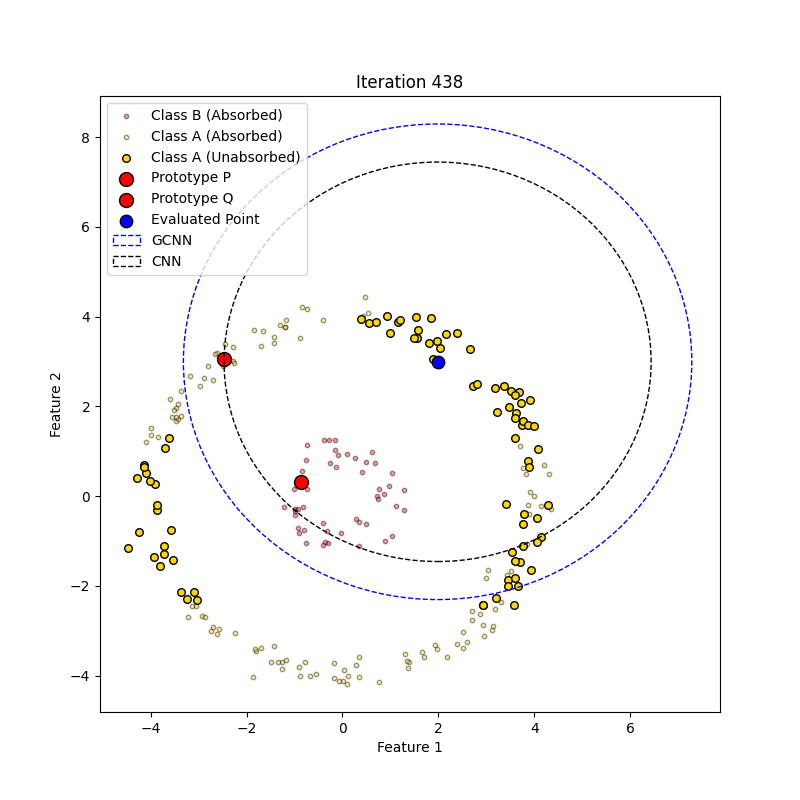 Iteration 438
Class B (Absorbed)
Class A (Absorbed)
Class A (Unabsorbed)
Prototype P
Prototype Q
Evaluated Point
GCNN
CNN
8
6
4
2
0
−2
−4
Feature 2
−4
−2
0
2
4
6
Feature 1